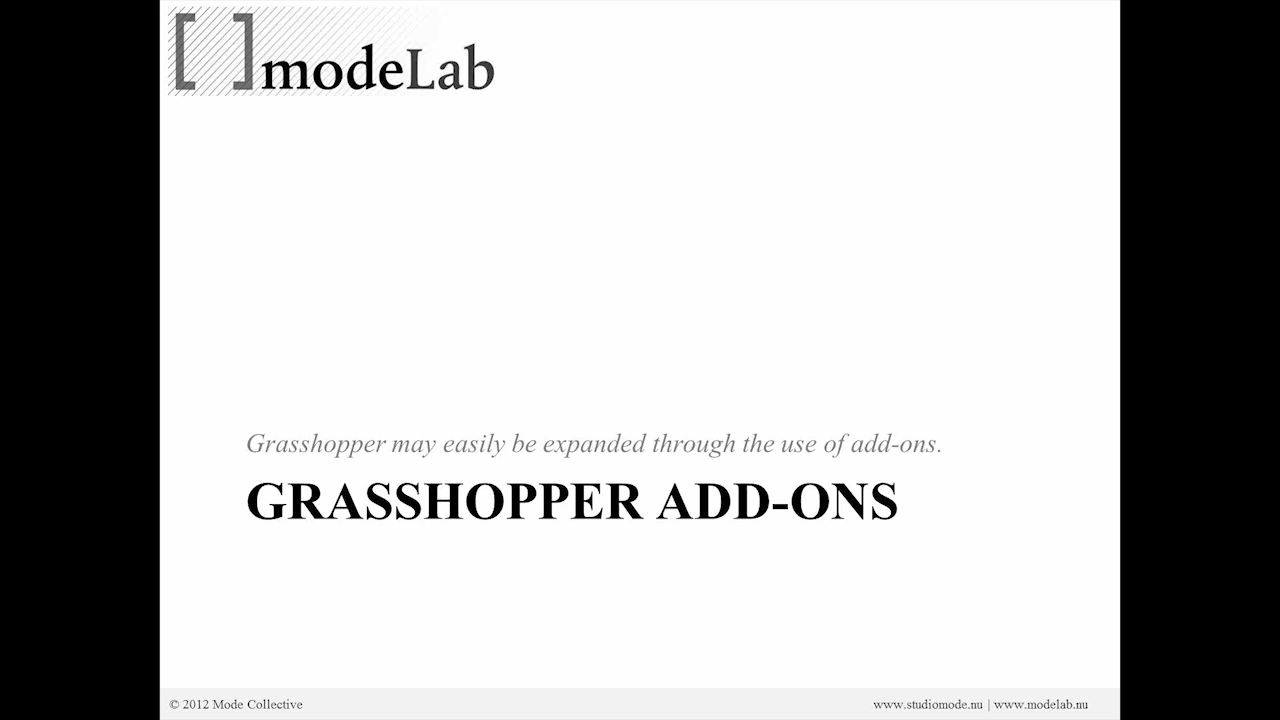 [ ]modeLab
Grasshopper may easily be expanded through the use of add-ons.
GRASSHOPPER ADD-ONS
© 2012 Mode Collective
www.studiomode.nu | www.modelab.nu